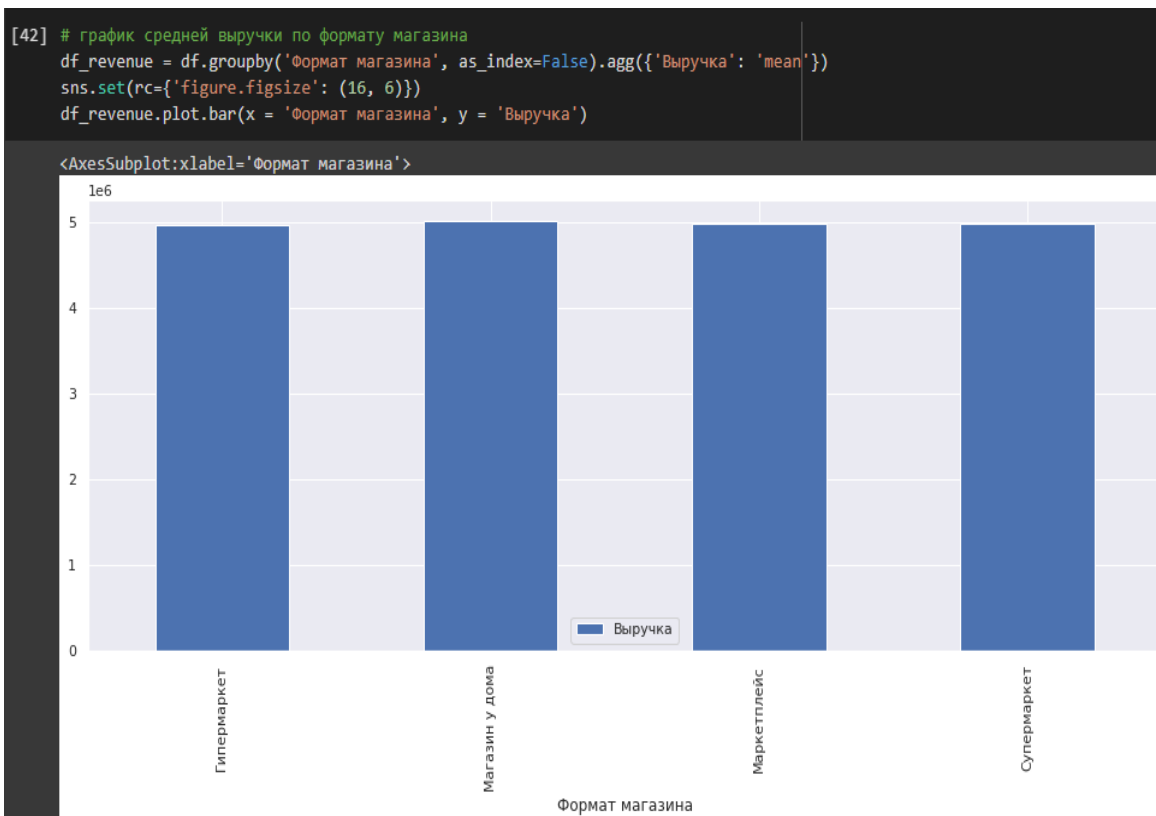 [42] # график средней выручки по формату магазина
df_revenue = df.groupby('Формат магазина', as_index=False).agg({'Выручка': 'mean'})
sns.set(rc={'figure.figsize': (16, 6)})
df_revenue.plot.bar(x = 'Формат магазина', y = 'Выручка')
<AxesSubplot:xlabel='Формат магазина'>
1e6
5
4
3
2
1
0
Выручка
Гипермаркет
Магазин у дома
Маркетплейс
Супермаркет
Формат магазина